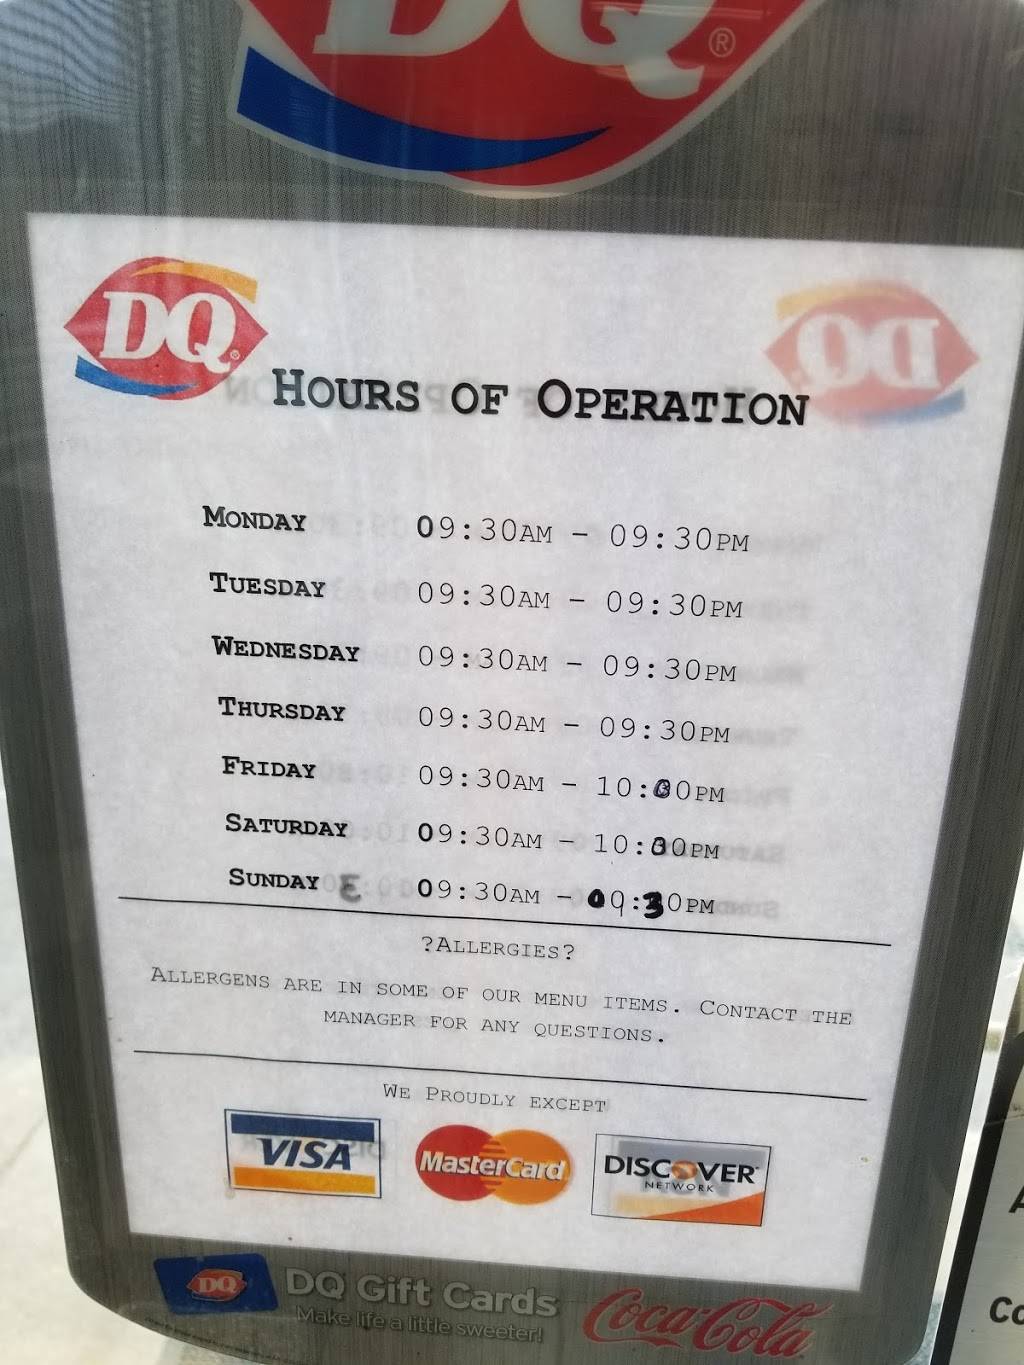 DQ®
DQ®
HOURS OF OPERATION
MONDAY 09:30AM - 09:30PM
TUESDAY 09:30AM - 09:30PM
WEDNESDAY 09:30AM - 09:30PM
THURSDAY 09:30AM - 09:30PM
FRIDAY 09:30AM - 10:00PM
SATURDAY 09:30AM - 10:00PM
SUNDAY 09:30AM - 09:30PM
?ALLERGIES?
ALLERGENS ARE IN SOME OF OUR MENU ITEMS. CONTACT THE
MANAGER FOR ANY QUESTIONS.
WE PROUDLY EXCEPT
VISA MasterCard DISCOVER
NETWORK
DQ DQ Gift Cards
Make life a little sweeter!
Coca-Cola